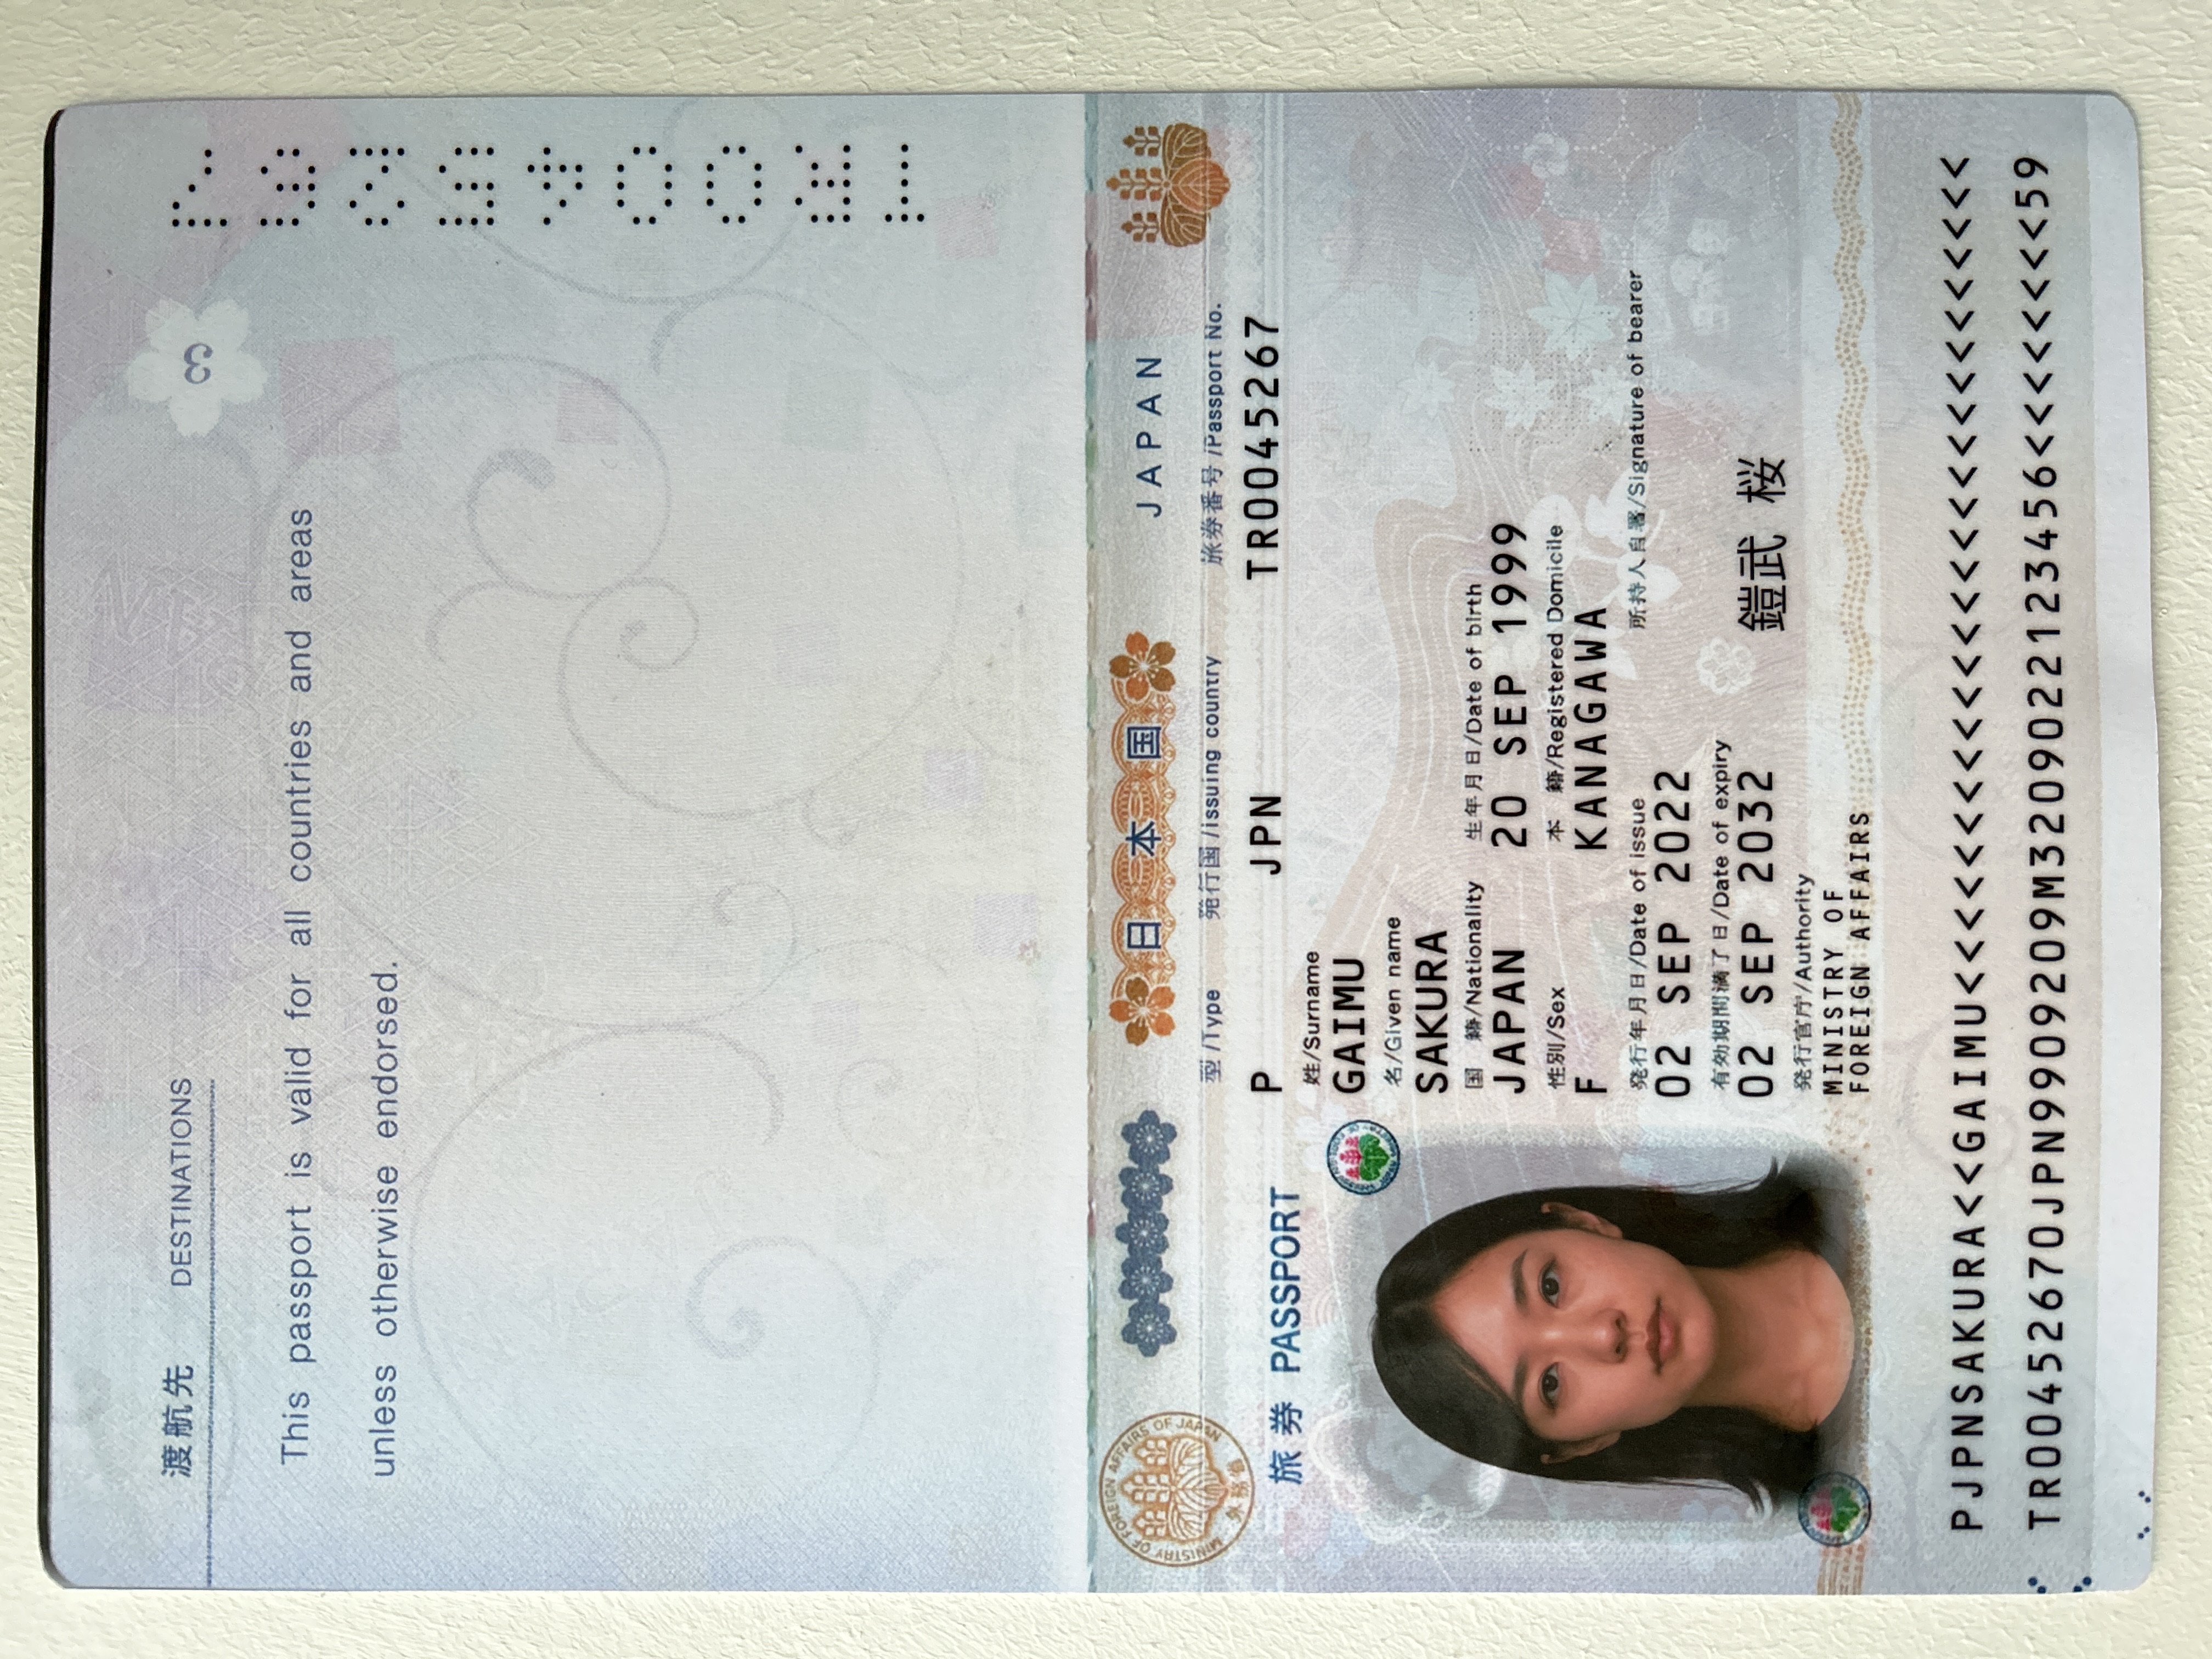 渡航先 DESTINATIONS
3
This passport is valid for all countries and areas
unless otherwise endorsed.
TR0045267
MINISTRY OF FOREIGN AFFAIRS OF JAPAN
外務省
日本国 JAPAN
型/Type 発行国/issuing country 旅券番号/Passport No.
旅券 PASSPORT
P JPN TR0045267
姓/Surname
GAIMU
名/Given name
SAKURA
国 籍/Nationality 生年月日/Date of birth
JAPAN 20 SEP 1999
性別/Sex 本 籍/Registered Domicile
F KANAGAWA
発行年月日/Date of issue 所持人自署/Signature of bearer
02 SEP 2022
有効期間満了日/Date of expiry
02 SEP 2032 鎧武 桜
発行官庁/Authority
MINISTRY OF
FOREIGN AFFAIRS
PJPNSAKURA<<GAIMU<<<<<<<<<<<<<<<<<<<<<<<<<<<
TR00452670JPN9909209M3209022123456<<<<<<<<59